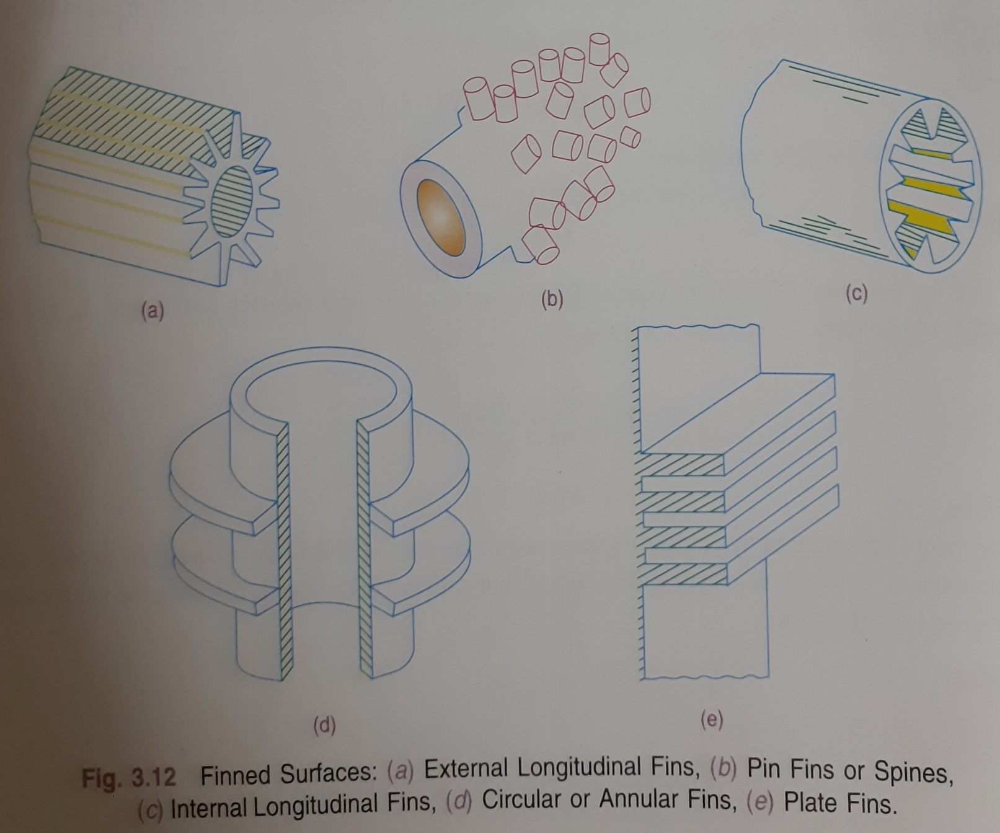 (a)
(b)
(c)
(d)
(e)
Fig. 3.12 Finned Surfaces: (a) External Longitudinal Fins, (b) Pin Fins or Spines,
(c) Internal Longitudinal Fins, (d) Circular or Annular Fins, (e) Plate Fins.